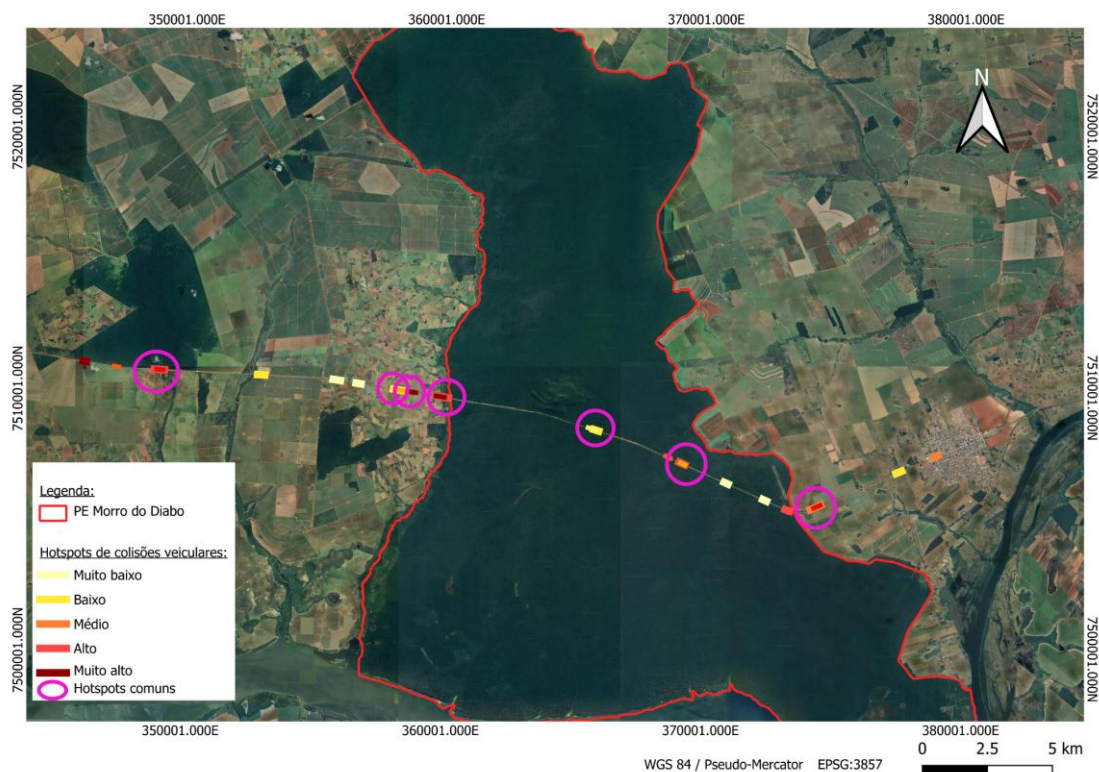 350001.000E 360001.000E 370001.000E 380001.000E
7520001.000N
7520001.000N
N
7510001.000N
7510001.000N
Legenda:
PE Morro do Diabo
Hotspots de colisões veiculares:
Muito baixo
Baixo
Médio
Alto
Muito alto
Hotspots comuns
7500001.000N
7500001.000N
350001.000E 360001.000E 370001.000E 380001.000E
0 2.5 5 km
WGS 84 / Pseudo-Mercator EPSG:3857